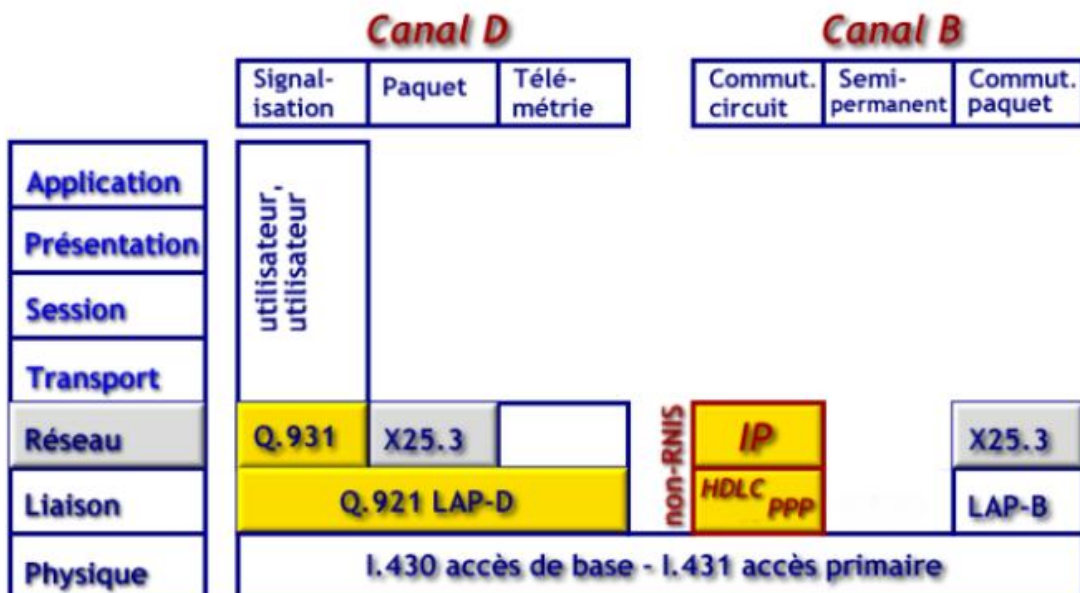 Canal D
Canal B
Signal-
isation
Paquet
Télé-
métrie
Commut.
circuit
Semi-
permanent
Commut.
paquet
Application
Présentation
Session
Transport
Réseau
Liaison
Physique
utilisateur,
utilisateur
Q.931
X25.3
Q.921 LAP-D
non-RNIS
IP
HDLC
PPP
X25.3
LAP-B
I.430 accès de base - I.431 accès primaire